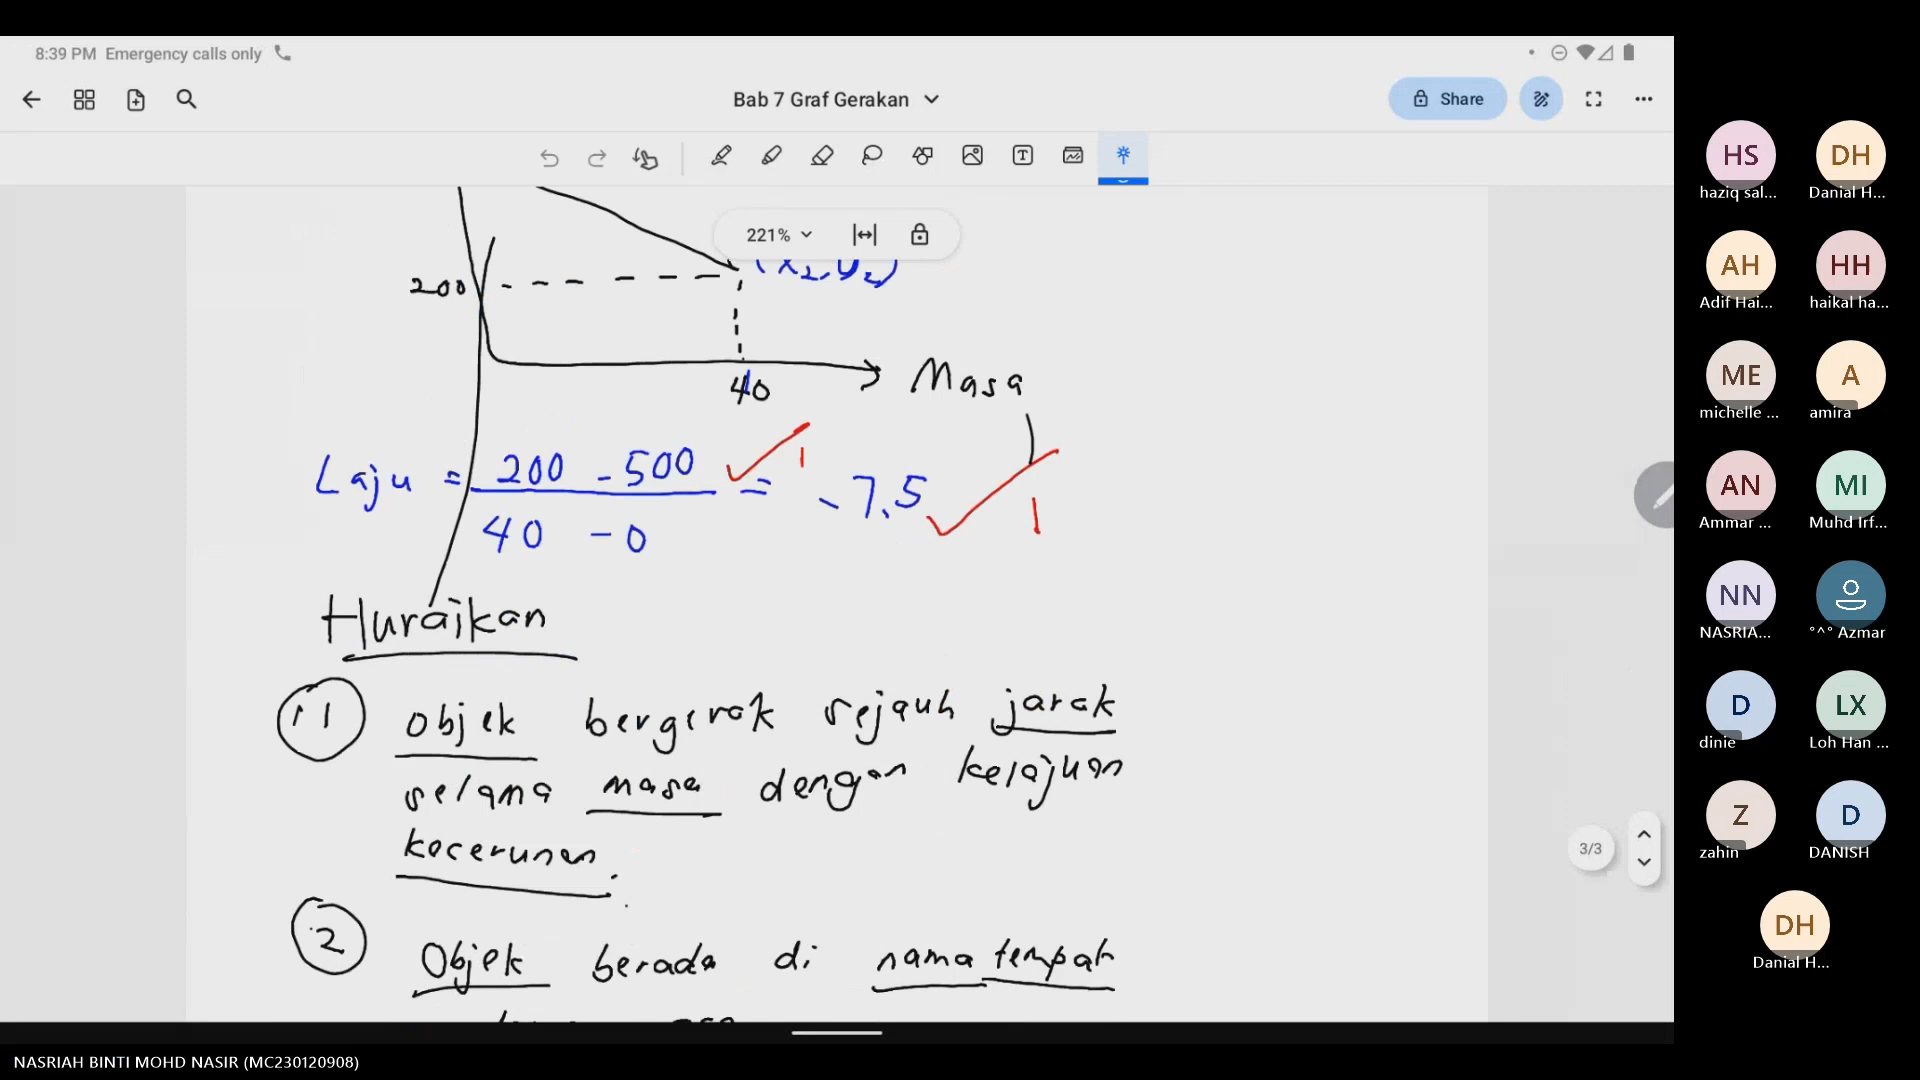 8:39 PM Emergency calls only
Bab 7 Graf Gerakan
Share
221%
(x₂, y₂)
200
40
Masa
Laju = 200 - 500 / 40 - 0 = - 7.5
1
1
Huraikan
1 objek bergerak sejauh jarak
selama masa dengan kelajuan
kecerunan.
2 Objek berada di nama tempat
3/3
HS
haziq sal...
DH
Danial H...
AH
Adif Hai...
HH
haikal ha...
ME
michelle ...
A
amira
AN
Ammar ...
MI
Muhd Irf...
NN
NASRIA...
°^° Azmar
D
dinie
LX
Loh Han ...
Z
zahin
D
DANISH
DH
Danial H...
NASRIAH BINTI MOHD NASIR (MC230120908)